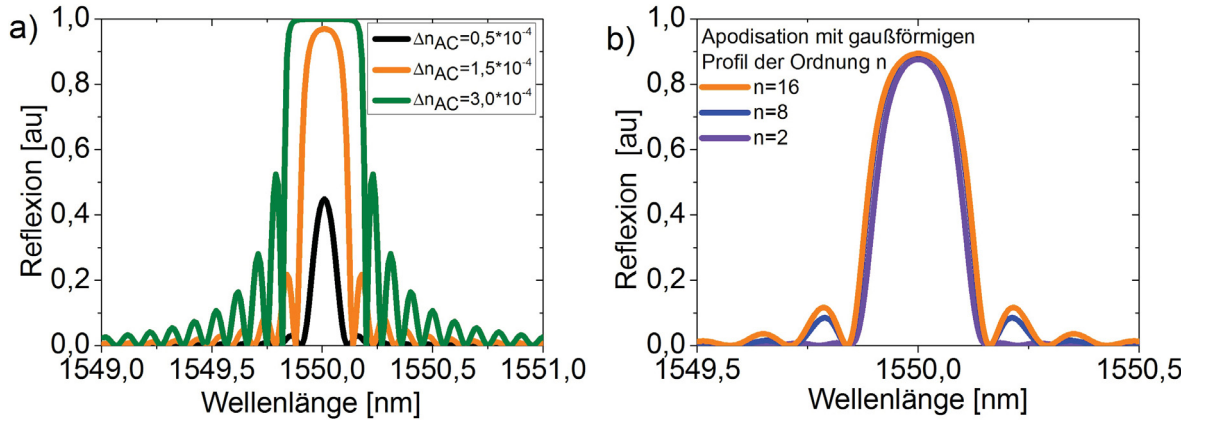 a)
Reflexion [au]
1,0
0,8
0,6
0,4
0,2
0,0
Δn_AC=0,5*10^-4
Δn_AC=1,5*10^-4
Δn_AC=3,0*10^-4
1549,0 1549,5 1550,0 1550,5 1551,0
Wellenlänge [nm]
b)
Reflexion [au]
1,0
0,8
0,6
0,4
0,2
0,0
Apodisation mit gaußförmigen
Profil der Ordnung n
n=16
n=8
n=2
1549,5 1550,0 1550,5
Wellenlänge [nm]